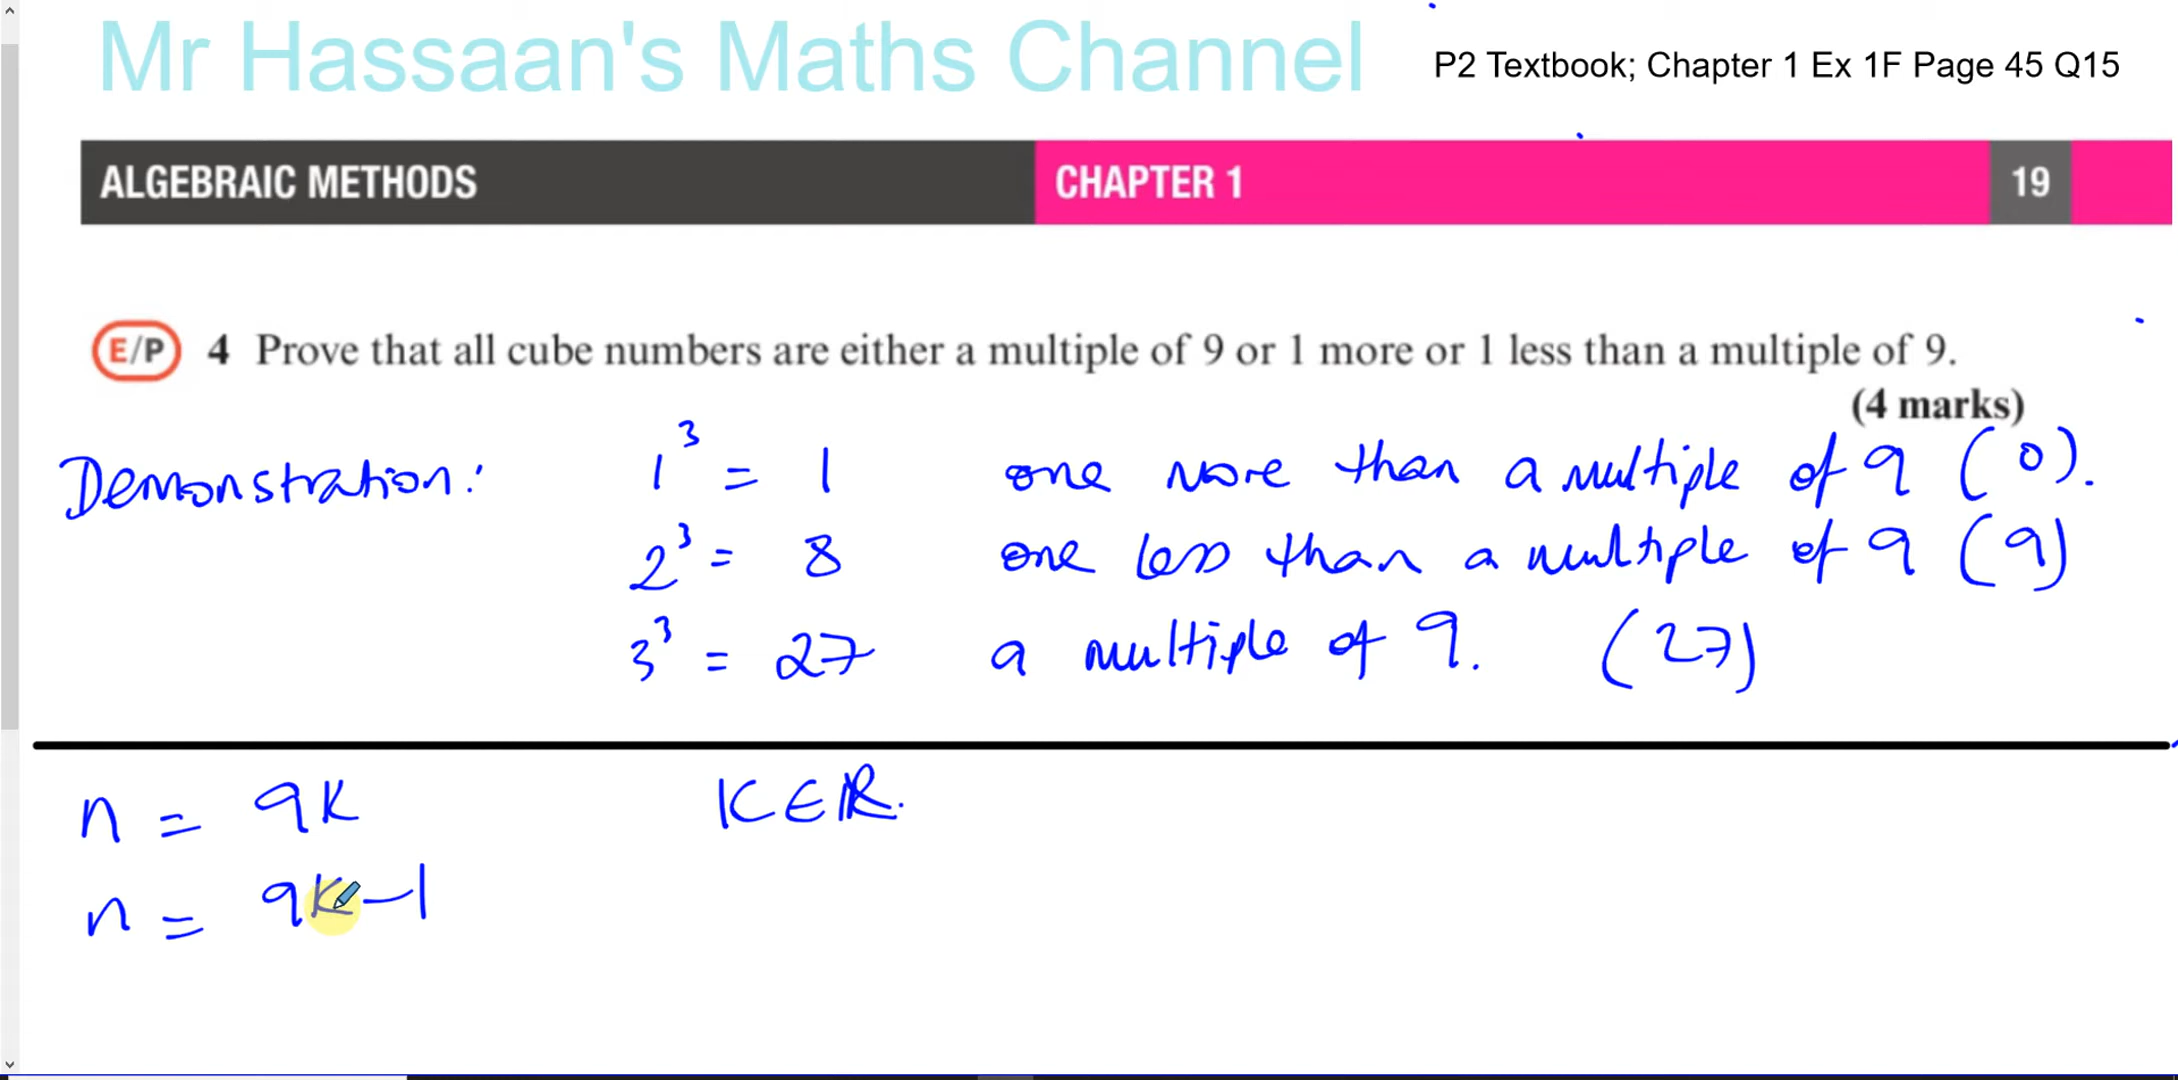 Mr Hassaan's Maths Channel
P2 Textbook; Chapter 1 Ex 1F Page 45 Q15
ALGEBRAIC METHODS CHAPTER 1 19
E/P 4 Prove that all cube numbers are either a multiple of 9 or 1 more or 1 less than a multiple of 9.
(4 marks)
Demonstration: 1³ = 1 one more than a multiple of 9 (0).
2³ = 8 one less than a multiple of 9 (9)
3³ = 27 a multiple of 9. (27)
n = 9K K∈ℝ.
n = 9K-1